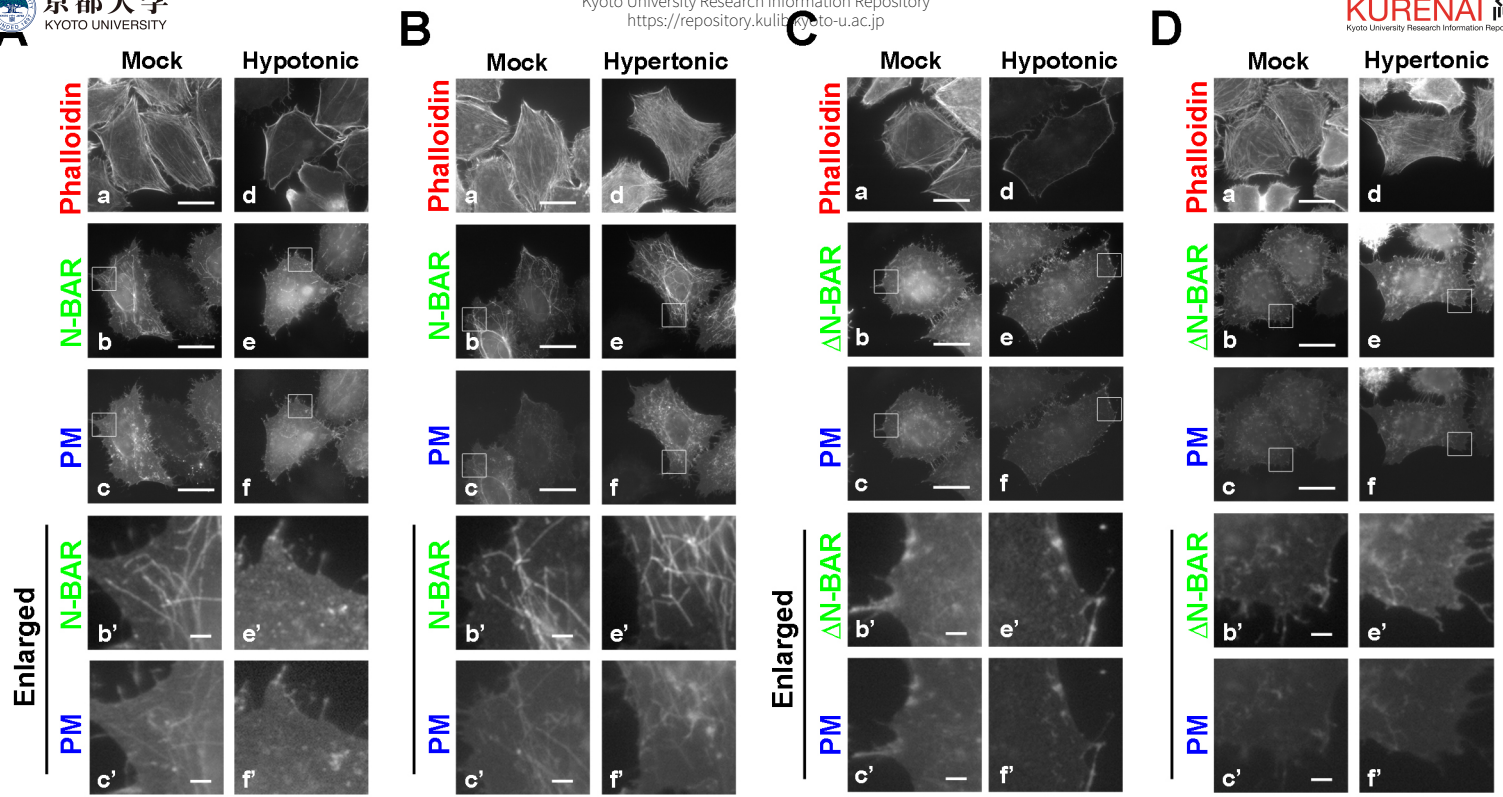 京都大学
KYOTO UNIVERSITY
Kyoto University Research Information Repository
https://repository.kulib.kyoto-u.ac.jp
KURENAI
Kyoto University Research Information
A
Mock Hypotonic
Phalloidin
a d
N-BAR
b e
PM
c f
Enlarged
N-BAR
b’ e’
PM
c’ f’
B
Mock Hypertonic
Phalloidin
a d
N-BAR
b e
PM
c f
Enlarged
N-BAR
b’ e’
PM
c’ f’
C
Mock Hypotonic
Phalloidin
a d
ΔN-BAR
b e
PM
c f
Enlarged
ΔN-BAR
b’ e’
PM
c’ f’
D
Mock Hypertonic
Phalloidin
a d
ΔN-BAR
b e
PM
c f
Enlarged
ΔN-BAR
b’ e’
PM
c’ f’